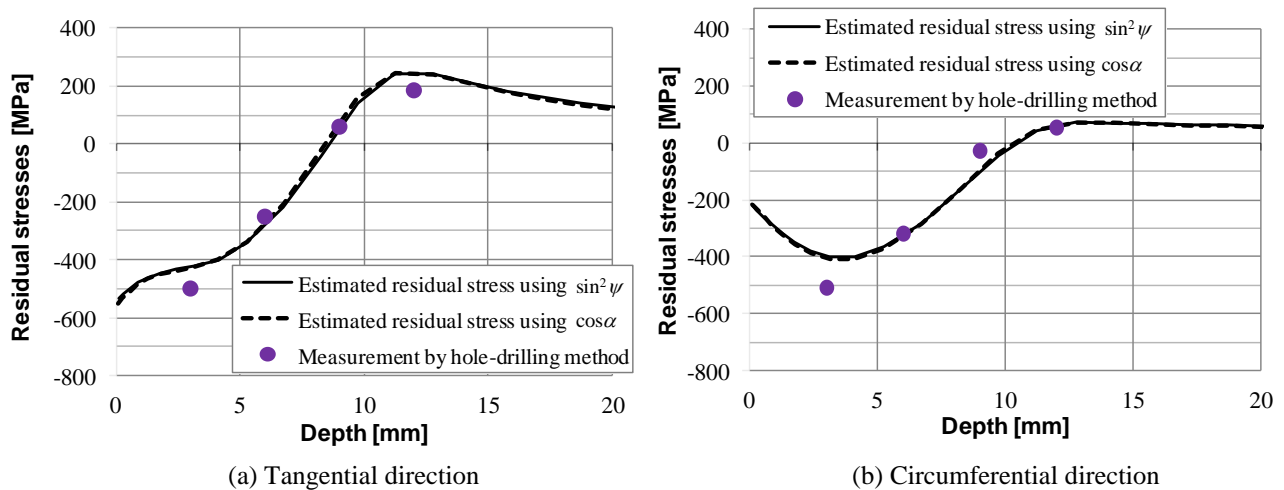 400
200
0
-200
-400
-600
-800
Residual stresses [MPa]
Estimated residual stress using sin²ψ
Estimated residual stress using cosα
Measurement by hole-drilling method
0 5 10 15 20
Depth [mm]
(a) Tangential direction
400
200
0
-200
-400
-600
-800
Residual stresses [MPa]
Estimated residual stress using sin²ψ
Estimated residual stress using cosα
Measurement by hole-drilling method
0 5 10 15 20
Depth [mm]
(b) Circumferential direction